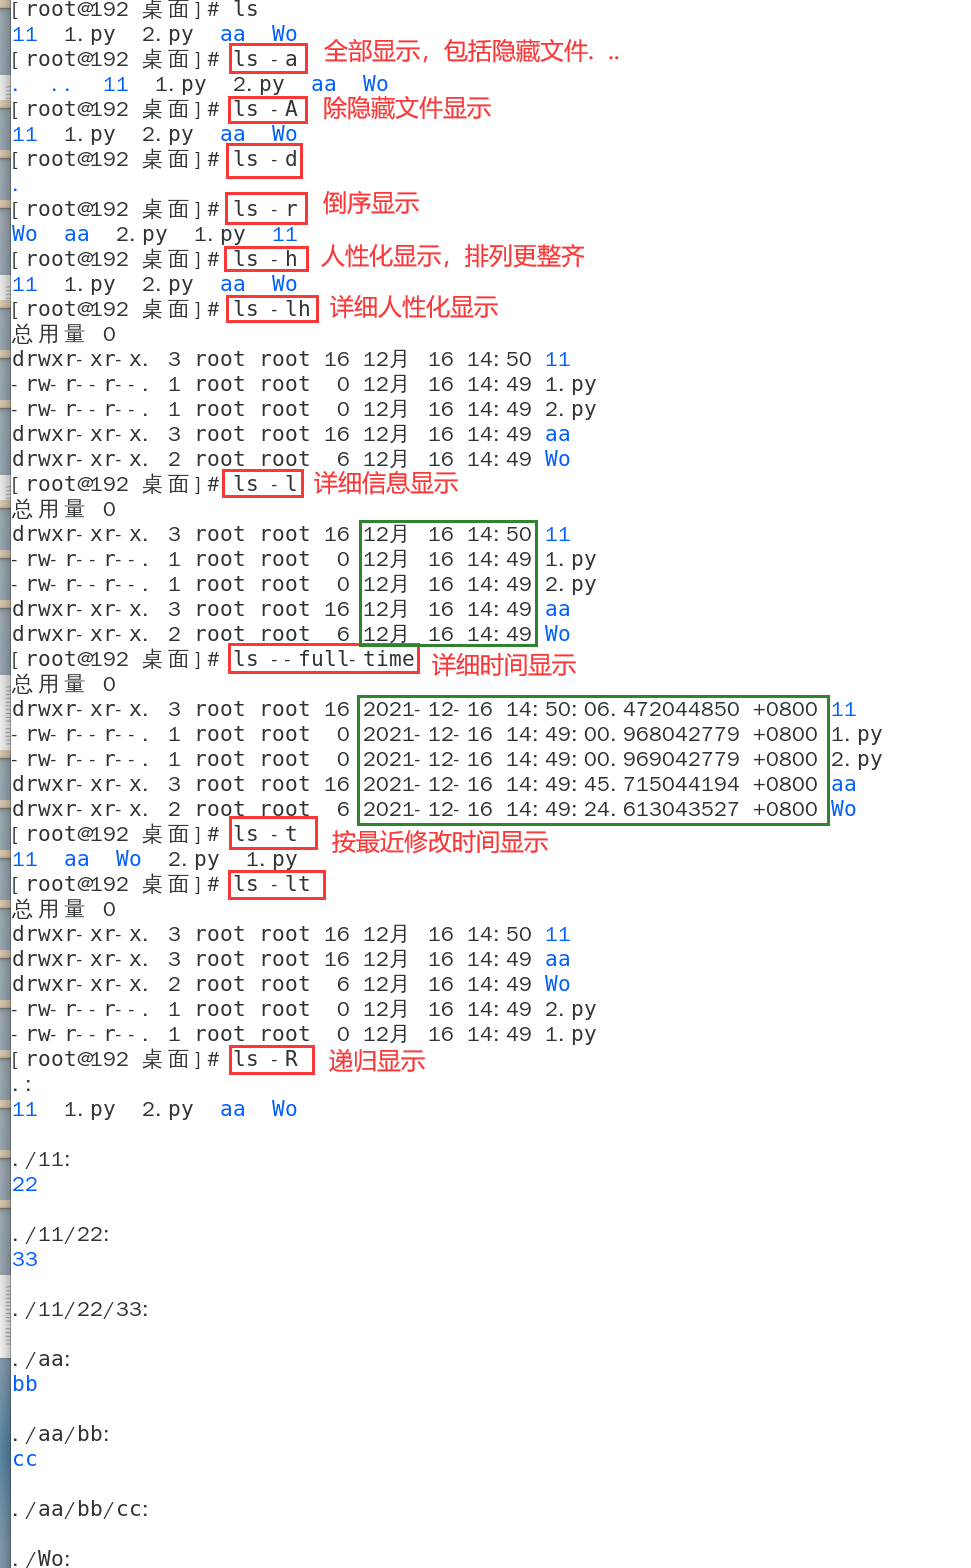 [root@192 桌面]# ls
11  1.py  2.py  aa  Wo
[root@192 桌面]# ls -a 全部显示，包括隐藏文件. ..
.  ..  11  1.py  2.py  aa  Wo
[root@192 桌面]# ls -A 除隐藏文件显示
11  1.py  2.py  aa  Wo
[root@192 桌面]# ls -d
.
[root@192 桌面]# ls -r 倒序显示
Wo  aa  2.py  1.py  11
[root@192 桌面]# ls -h 人性化显示，排列更整齐
11  1.py  2.py  aa  Wo
[root@192 桌面]# ls -lh 详细人性化显示
总用量 0
drwxr-xr-x. 3 root root 16 12月  16 14:50 11
-rw-r--r--. 1 root root  0 12月  16 14:49 1.py
-rw-r--r--. 1 root root  0 12月  16 14:49 2.py
drwxr-xr-x. 3 root root 16 12月  16 14:49 aa
drwxr-xr-x. 2 root root  6 12月  16 14:49 Wo
[root@192 桌面]# ls -l 详细信息显示
总用量 0
drwxr-xr-x. 3 root root 16 12月  16 14:50 11
-rw-r--r--. 1 root root  0 12月  16 14:49 1.py
-rw-r--r--. 1 root root  0 12月  16 14:49 2.py
drwxr-xr-x. 3 root root 16 12月  16 14:49 aa
drwxr-xr-x. 2 root root  6 12月  16 14:49 Wo
[root@192 桌面]# ls --full-time 详细时间显示
总用量 0
drwxr-xr-x. 3 root root 16 2021-12-16 14:50:06.472044850 +0800 11
-rw-r--r--. 1 root root  0 2021-12-16 14:49:00.968042779 +0800 1.py
-rw-r--r--. 1 root root  0 2021-12-16 14:49:00.969042779 +0800 2.py
drwxr-xr-x. 3 root root 16 2021-12-16 14:49:45.715044194 +0800 aa
drwxr-xr-x. 2 root root  6 2021-12-16 14:49:24.613043527 +0800 Wo
[root@192 桌面]# ls -t 按最近修改时间显示
11  aa  Wo  2.py  1.py
[root@192 桌面]# ls -lt
总用量 0
drwxr-xr-x. 3 root root 16 12月  16 14:50 11
drwxr-xr-x. 3 root root 16 12月  16 14:49 aa
drwxr-xr-x. 2 root root  6 12月  16 14:49 Wo
-rw-r--r--. 1 root root  0 12月  16 14:49 2.py
-rw-r--r--. 1 root root  0 12月  16 14:49 1.py
[root@192 桌面]# ls -R 递归显示
.:
11  1.py  2.py  aa  Wo
./11:
22
./11/22:
33
./11/22/33:
./aa:
bb
./aa/bb:
cc
./aa/bb/cc:
./Wo: